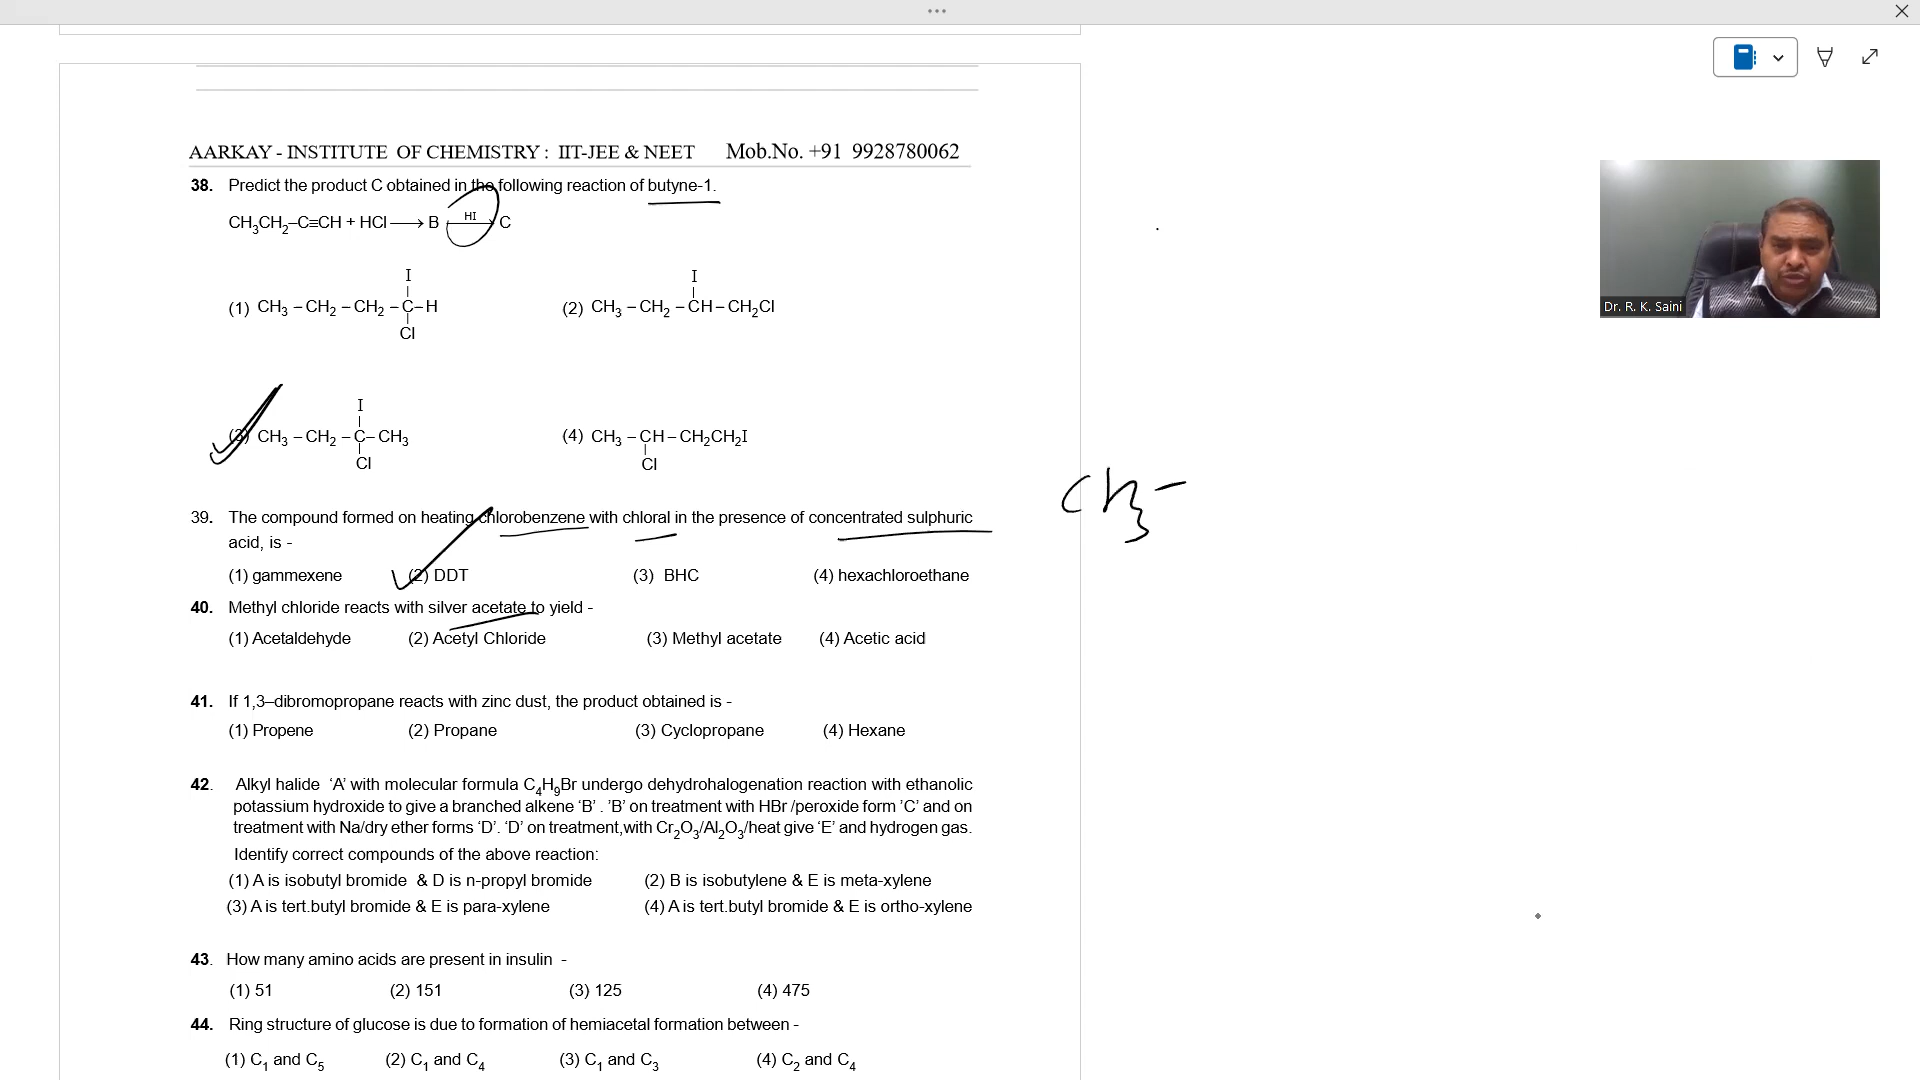 AARKAY - INSTITUTE OF CHEMISTRY : IIT-JEE & NEET Mob.No. +91 9928780062
38. Predict the product C obtained in the following reaction of butyne-1.
CH₃CH₂–C≡CH + HCl ⟶ B —HI→ C
Dr. R. K. Saini
I I
(1) CH₃ – CH₂ – CH₂ – C – H (2) CH₃ – CH₂ – CH – CH₂Cl
Cl
I
(3) CH₃ – CH₂ – C – CH₃ (4) CH₃ – CH – CH₂CH₂I
Cl Cl
CH₃ –
39. The compound formed on heating chlorobenzene with chloral in the presence of concentrated sulphuric
acid, is -
(1) gammexene (2) DDT (3) BHC (4) hexachloroethane
40. Methyl chloride reacts with silver acetate to yield -
(1) Acetaldehyde (2) Acetyl Chloride (3) Methyl acetate (4) Acetic acid
41. If 1,3–dibromopropane reacts with zinc dust, the product obtained is -
(1) Propene (2) Propane (3) Cyclopropane (4) Hexane
42. Alkyl halide ‘A’ with molecular formula C₄H₉Br undergo dehydrohalogenation reaction with ethanolic
potassium hydroxide to give a branched alkene ‘B’ . ’B’ on treatment with HBr /peroxide form ’C’ and on
treatment with Na/dry ether forms ‘D’. ‘D’ on treatment,with Cr₂O₃/Al₂O₃/heat give ‘E’ and hydrogen gas.
Identify correct compounds of the above reaction:
(1) A is isobutyl bromide & D is n-propyl bromide (2) B is isobutylene & E is meta-xylene
(3) A is tert.butyl bromide & E is para-xylene (4) A is tert.butyl bromide & E is ortho-xylene
43. How many amino acids are present in insulin -
(1) 51 (2) 151 (3) 125 (4) 475
44. Ring structure of glucose is due to formation of hemiacetal formation between -
(1) C₁ and C₅ (2) C₁ and C₄ (3) C₁ and C₃ (4) C₂ and C₄